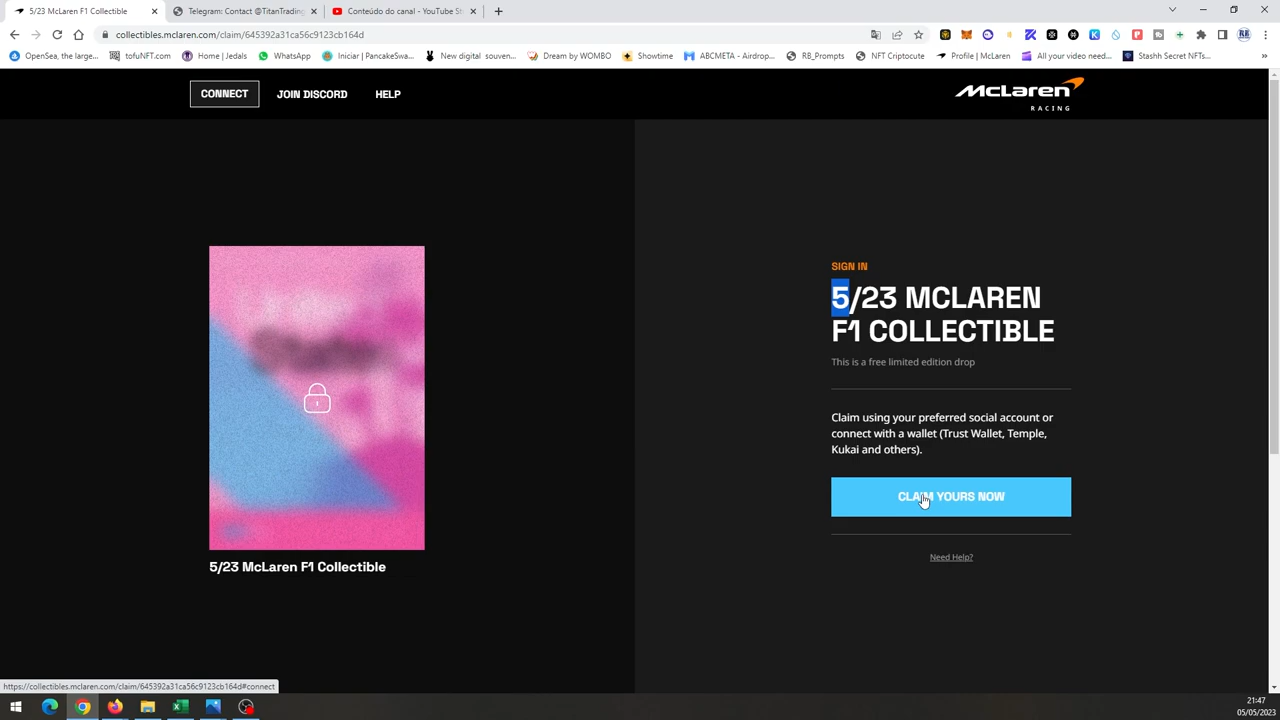 5/23 McLaren F1 Collectible
Telegram: Contact @TitanTrading
Conteúdo do canal - YouTube St
collectibles.mclaren.com/claim/645392a31ca56c9123cb164d
OpenSea, the large...
tofuNFT.com
Home | Jedals
WhatsApp
Iniciar | PancakeSwa...
New digital souven...
Dream by WOMBO
Showtime
ABCMETA - Airdrop...
RB_Prompts
NFT Criptocute
Profile | McLaren
All your video need...
Stashh Secret NFTs...
CONNECT
JOIN DISCORD
HELP
McLaren
RACING
SIGN IN
5/23 MCLAREN
F1 COLLECTIBLE
This is a free limited edition drop
Claim using your preferred social account or
connect with a wallet (Trust Wallet, Temple,
Kukai and others).
CLAIM YOURS NOW
Need Help?
5/23 McLaren F1 Collectible
https://collectibles.mclaren.com/claim/645392a31ca56c9123cb164d#connect
21:47
05/05/2023